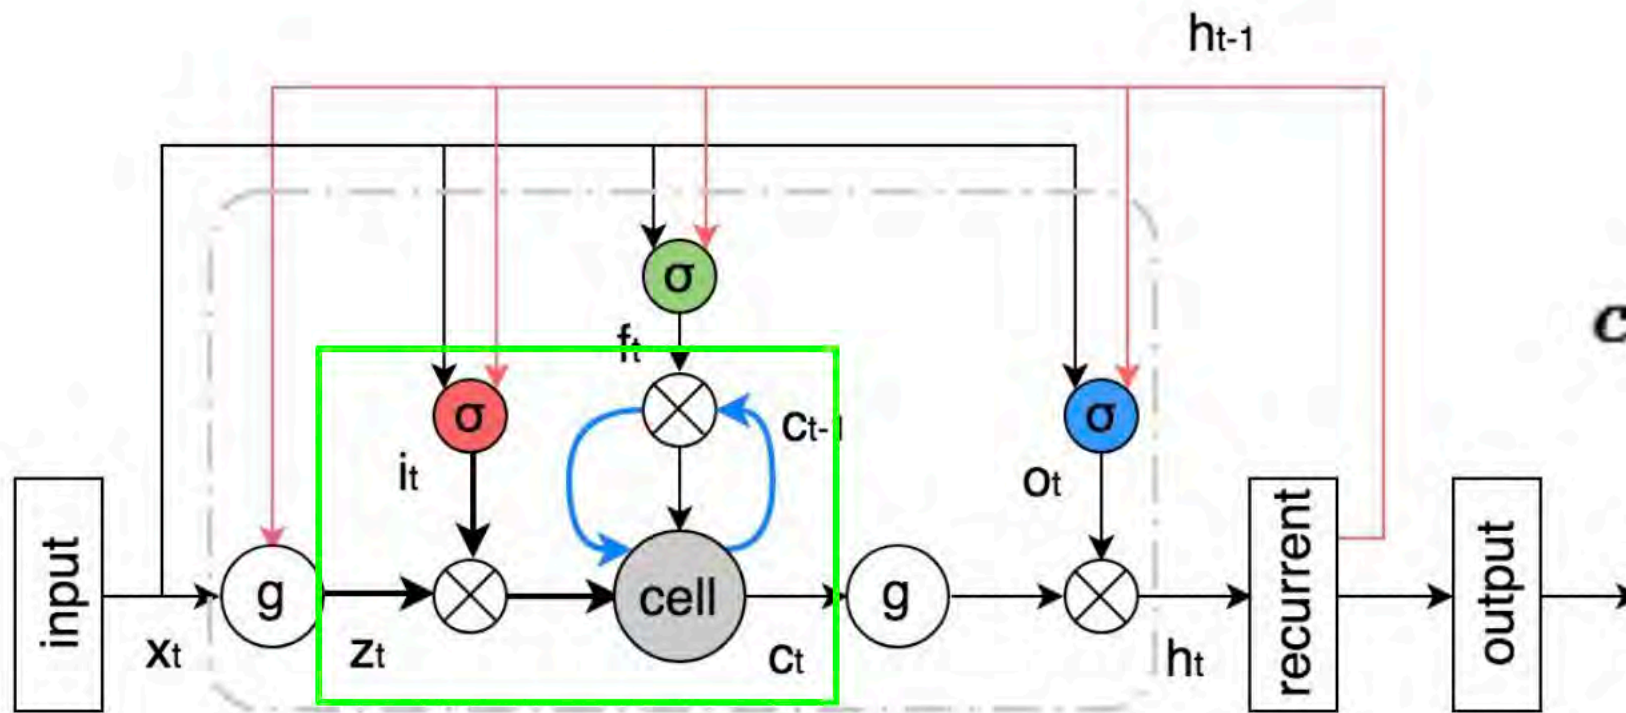 ht-1
σ
ft
σ
ct-1
σ
it
ot
input
g
cell
g
recurrent
output
xt
zt
ct
ht
c